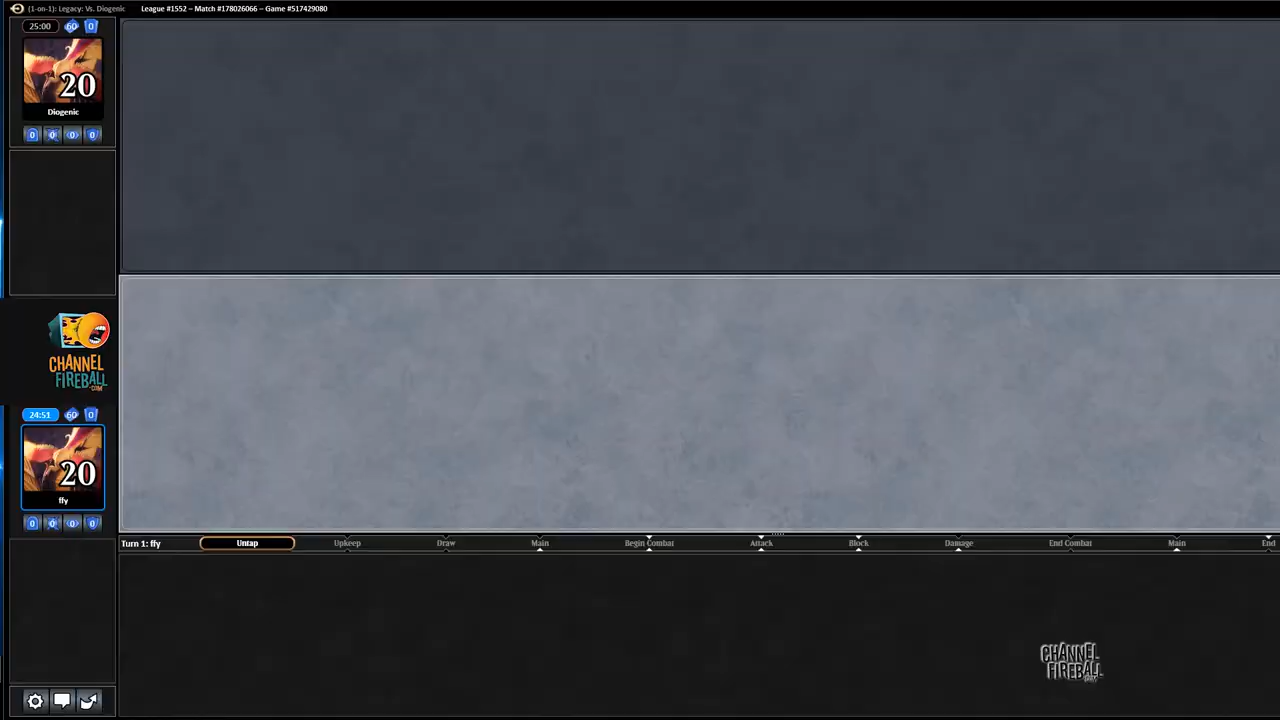 (1-on-1): Legacy: Vs. Diogenic
League #1552 – Match #178026066 – Game #517429080
25:00 60 0
20
Diogenic
0 0 0 0
CHANNEL
FIREBALL
.COM
24:51 60 0
20
ffy
0 0 0 0
Turn 1: ffy Untap Upkeep Draw Main Begin Combat Attack Block Damage End Combat Main End
CHANNEL
FIREBALL
.COM